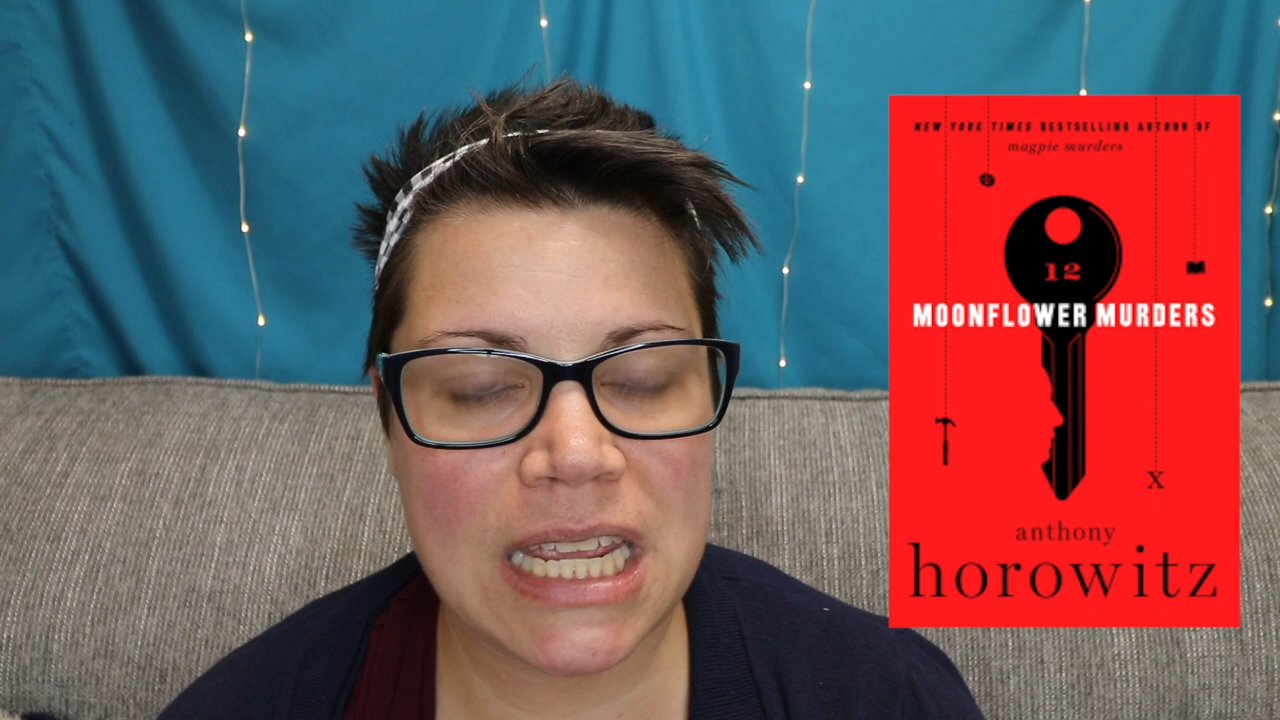 NEW YORK TIMES BESTSELLING AUTHOR OF
magpie murders
12
MOONFLOWER MURDERS
x
anthony
horowitz